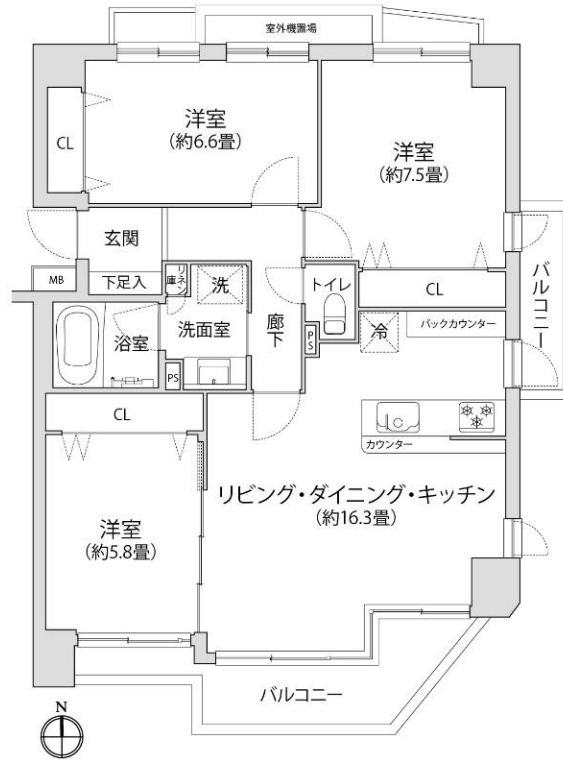 室外機置場
洋室
（約6.6畳）
CL
洋室
（約7.5畳）
玄関
MB
下足入
リネン
庫
洗
トイレ
CL
バルコニー
浴室
洗面室
廊下
PS
冷
バックカウンター
PS
CL
カウンター
リビング・ダイニング・キッチン
（約16.3畳）
洋室
（約5.8畳）
バルコニー
N